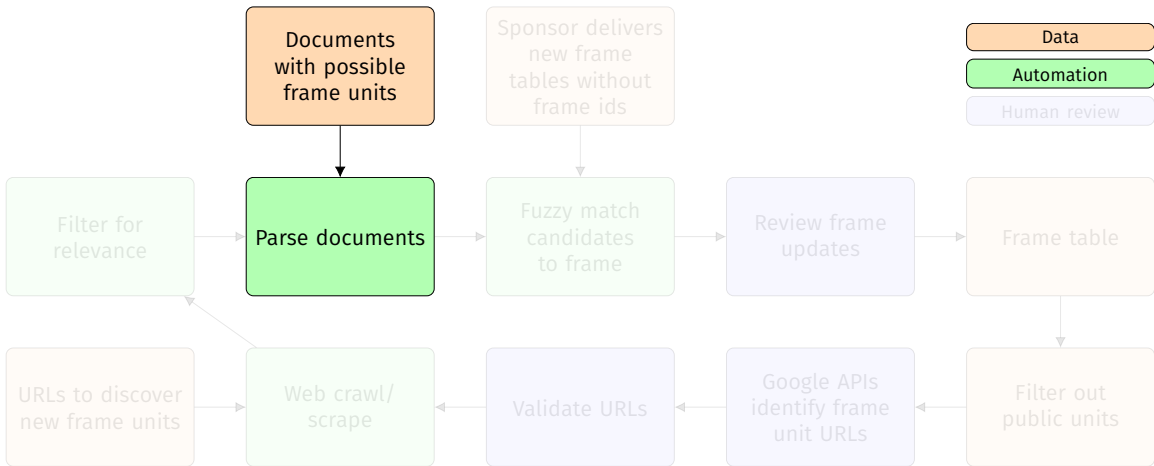 Documents
with possible
frame units
Sponsor delivers
new frame
tables without
frame ids
Data
Automation
Human review
Filter for
relevance
Parse documents
Fuzzy match
candidates
to frame
Review frame
updates
Frame table
URLs to discover
new frame units
Web crawl/
scrape
Validate URLs
Google APIs
identify frame
unit URLs
Filter out
public units